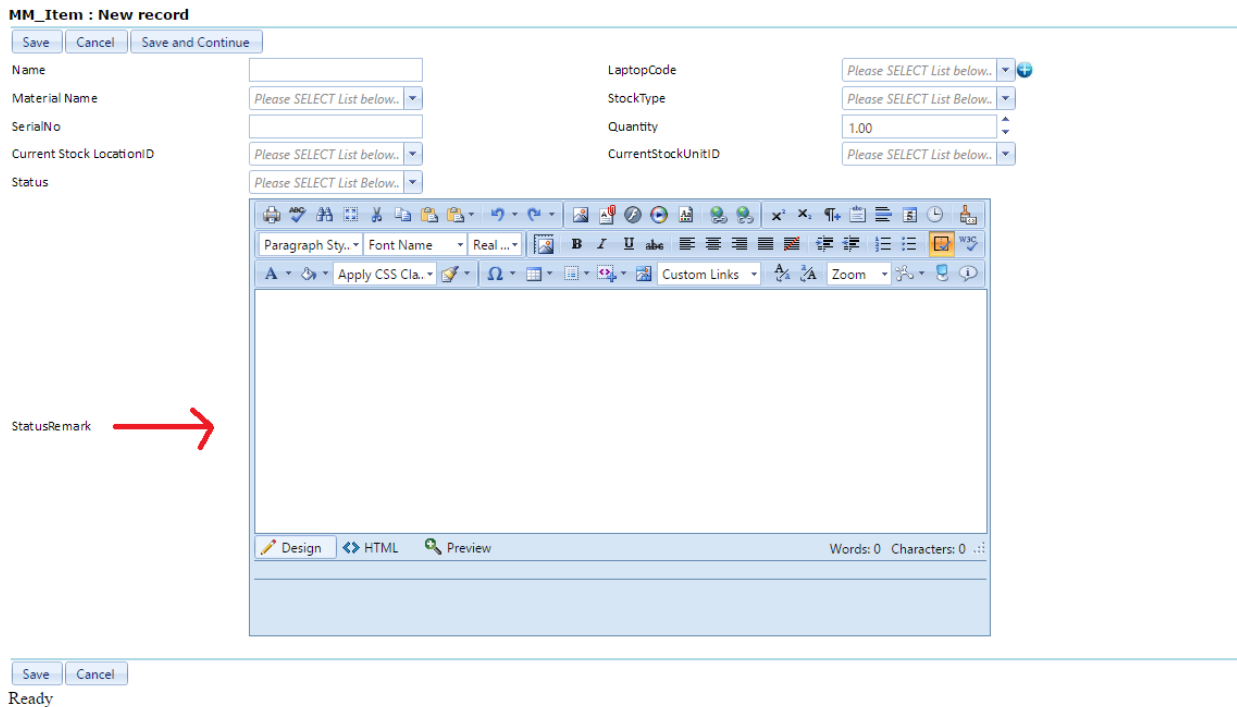 MM_Item : New record
Save Cancel Save and Continue
Name LaptopCode Please SELECT List below..
Material Name Please SELECT List below.. StockType Please SELECT List Below..
SerialNo Quantity 1.00
Current Stock LocationID Please SELECT List below.. CurrentStockUnitID Please SELECT List below..
Status Please SELECT List Below..
ABC
Paragraph Sty.. Font Name Real ... B I U abc W3C
A Apply CSS Cla.. Ω Custom Links Zoom
StatusRemark
Design HTML Preview Words: 0 Characters: 0
Save Cancel
Ready